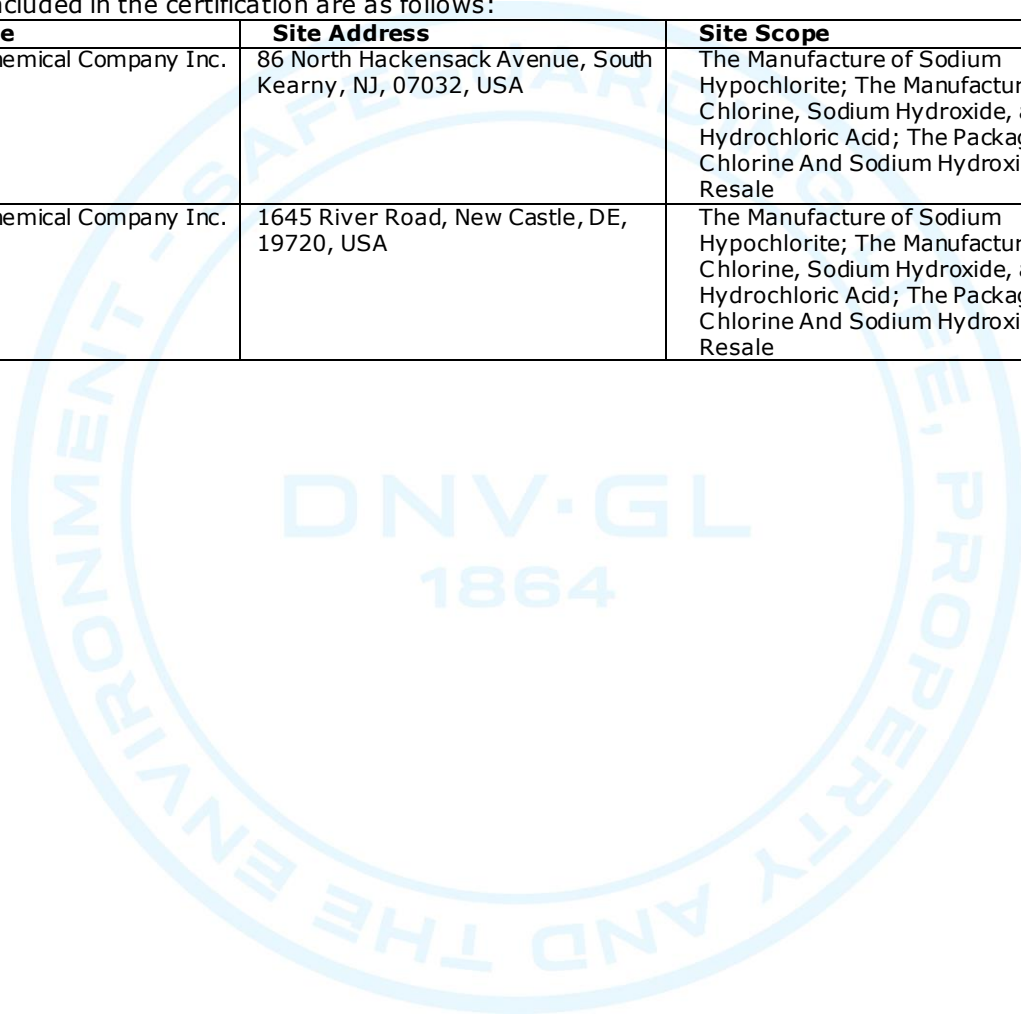 ncluded in the certification are as follows:
e Site Address Site Scope
emical Company Inc. 86 North Hackensack Avenue, South The Manufacture of Sodium
Kearny, NJ, 07032, USA Hypochlorite; The Manufactur
Chlorine, Sodium Hydroxide,
Hydrochloric Acid; The Packag
Chlorine And Sodium Hydroxi
Resale
emical Company Inc. 1645 River Road, New Castle, DE, The Manufacture of Sodium
19720, USA Hypochlorite; The Manufactur
Chlorine, Sodium Hydroxide,
Hydrochloric Acid; The Packag
Chlorine And Sodium Hydroxi
Resale
SAFEGUARDING LIFE, PROPERTY AND THE ENVIRONMENT -
DNV·GL
1864